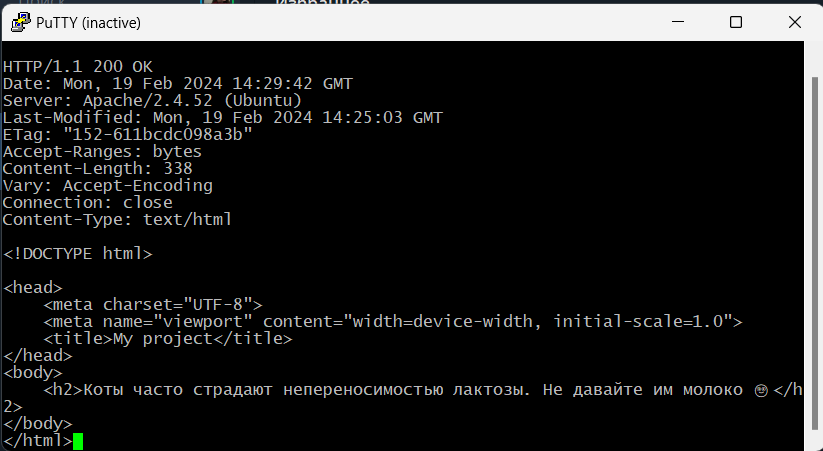 PuTTY (inactive)
HTTP/1.1 200 OK
Date: Mon, 19 Feb 2024 14:29:42 GMT
Server: Apache/2.4.52 (Ubuntu)
Last-Modified: Mon, 19 Feb 2024 14:25:03 GMT
ETag: "152-611bcdc098a3b"
Accept-Ranges: bytes
Content-Length: 338
Vary: Accept-Encoding
Connection: close
Content-Type: text/html
<!DOCTYPE html>
<head>
    <meta charset="UTF-8">
    <meta name="viewport" content="width=device-width, initial-scale=1.0">
    <title>My project</title>
</head>
<body>
    <h2>Коты часто страдают непереносимостью лактозы. Не давайте им молоко 🥺</h
2>
</body>
</html>